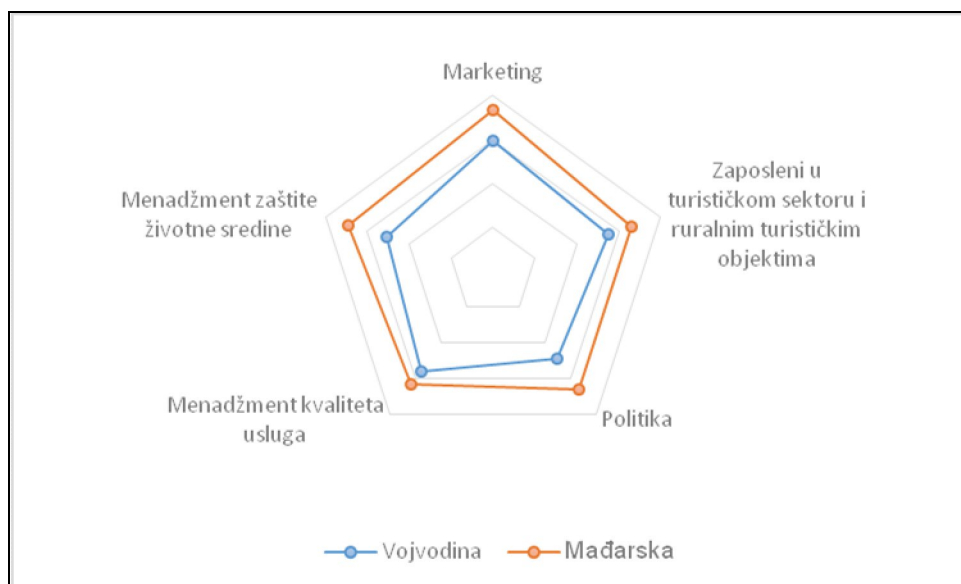 Marketing
Zaposleni u
turističkom sektoru i
ruralnim turističkim
objektima
Menadžment zaštite
životne sredine
Menadžment kvaliteta
usluga
Politika
Vojvodina
Mađarska